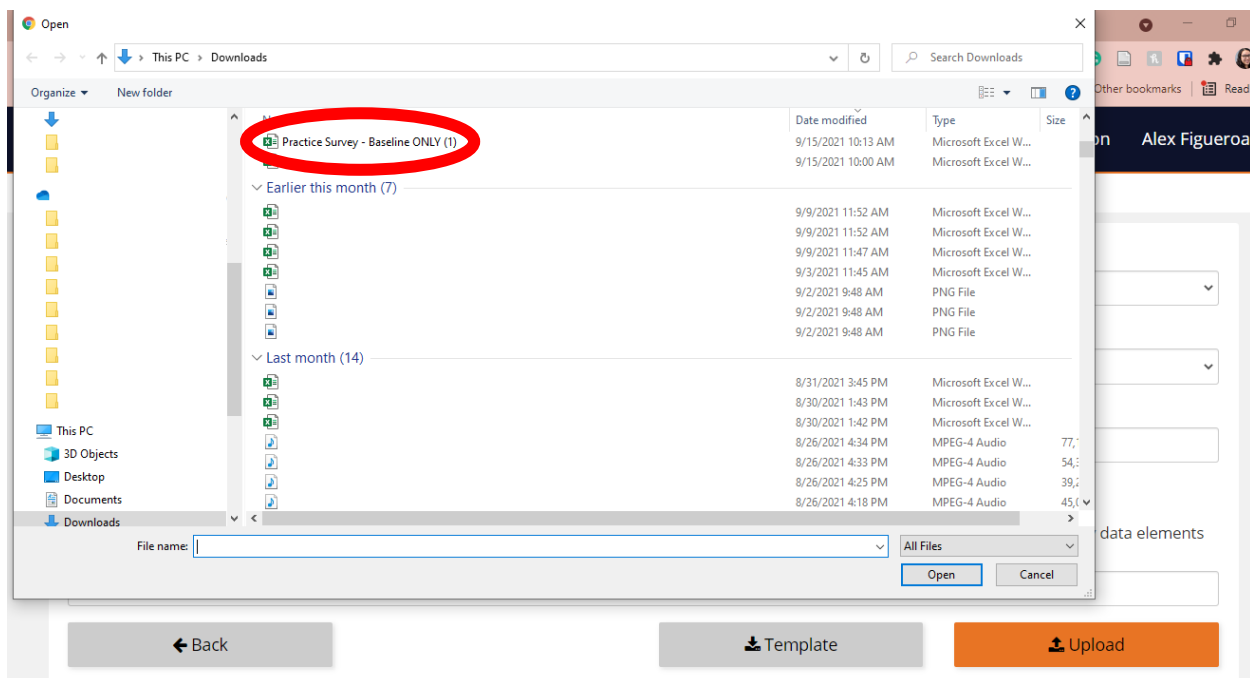 Open
This PC > Downloads
Search Downloads
Organize
New folder
Date modified
Type
Size
Other bookmarks
Read
Practice Survey - Baseline ONLY (1)
9/15/2021 10:13 AM
Microsoft Excel W...
9/15/2021 10:00 AM
Microsoft Excel W...
on
Alex Figueroa
Earlier this month (7)
9/9/2021 11:52 AM
Microsoft Excel W...
9/9/2021 11:52 AM
Microsoft Excel W...
9/9/2021 11:47 AM
Microsoft Excel W...
9/3/2021 11:45 AM
Microsoft Excel W...
9/2/2021 9:48 AM
PNG File
9/2/2021 9:48 AM
PNG File
9/2/2021 9:48 AM
PNG File
Last month (14)
8/31/2021 3:45 PM
Microsoft Excel W...
8/30/2021 1:43 PM
Microsoft Excel W...
8/30/2021 1:42 PM
Microsoft Excel W...
8/26/2021 4:34 PM
MPEG-4 Audio
77,
8/26/2021 4:33 PM
MPEG-4 Audio
54,
8/26/2021 4:25 PM
MPEG-4 Audio
39,
8/26/2021 4:18 PM
MPEG-4 Audio
45,
This PC
3D Objects
Desktop
Documents
Downloads
File name:
All Files
Open
Cancel
data elements
Back
Template
Upload